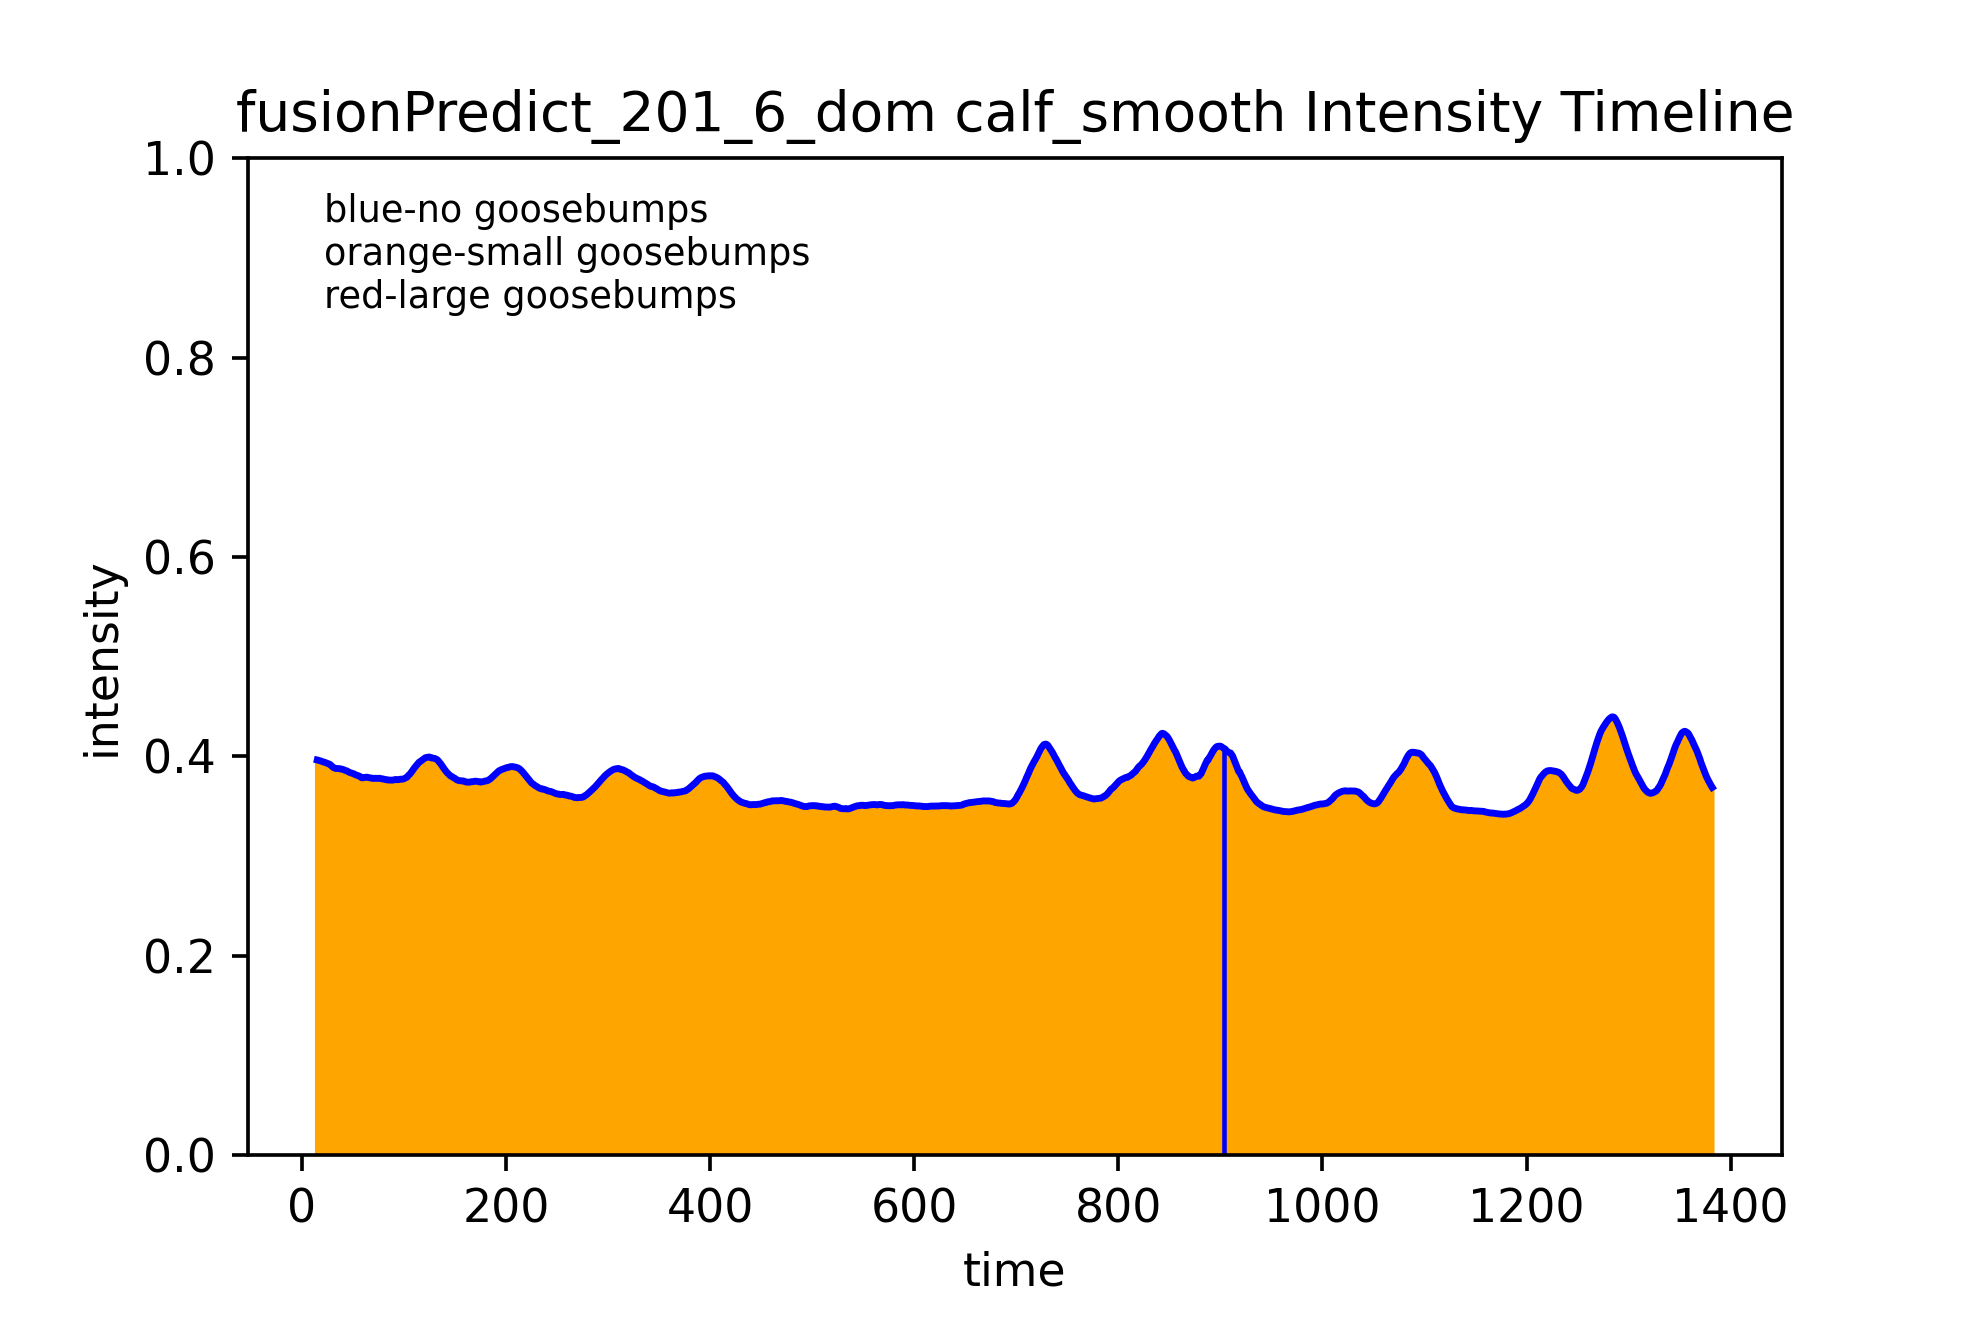 fusionPredict_201_6_dom calf_smooth Intensity Timeline
1.0
blue-no goosebumps
orange-small goosebumps
red-large goosebumps
0.8
0.6
intensity
0.4
0.2
0.0
0 200 400 600 800 1000 1200 1400
time